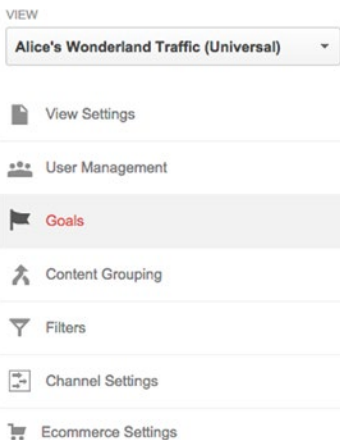 VIEW
Alice's Wonderland Traffic (Universal)
View Settings
User Management
Goals
Content Grouping
Filters
Channel Settings
Ecommerce Settings